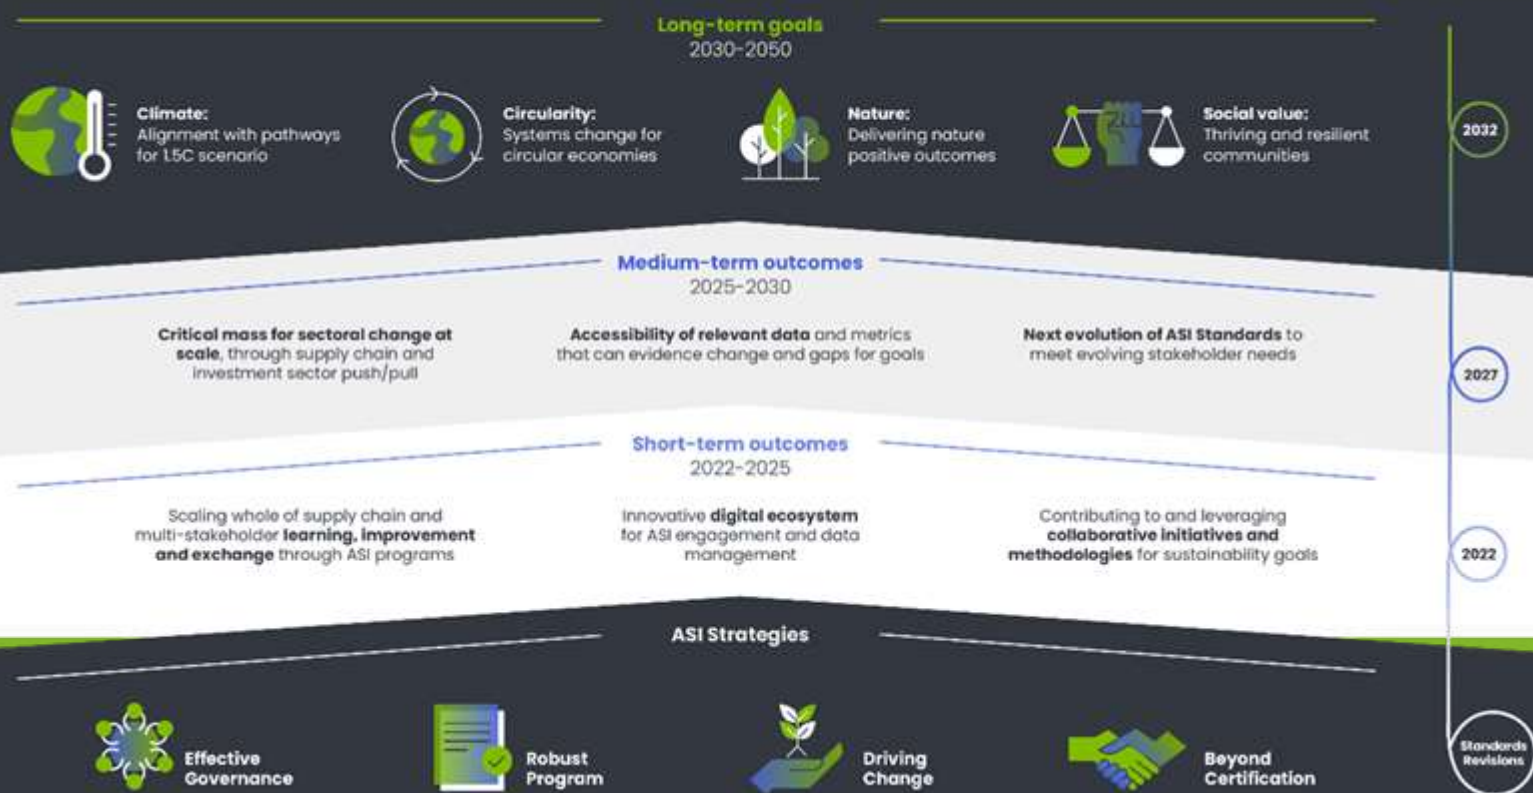 Long-term goals
2030-2050
Climate:
Alignment with pathways
for 1.5C scenario
Circularity:
Systems change for
circular economies
Nature:
Delivering nature
positive outcomes
Social value:
Thriving and resilient
communities
2032
Medium-term outcomes
2025-2030
Critical mass for sectoral change at
scale, through supply chain and
investment sector push/pull
Accessibility of relevant data and metrics
that can evidence change and gaps for goals
Next evolution of ASI Standards to
meet evolving stakeholder needs
2027
Short-term outcomes
2022-2025
Scaling whole of supply chain and
multi-stakeholder learning, improvement
and exchange through ASI programs
Innovative digital ecosystem
for ASI engagement and data
management
Contributing to and leveraging
collaborative initiatives and
methodologies for sustainability goals
2022
ASI Strategies
Effective
Governance
Robust
Program
Driving
Change
Beyond
Certification
Standards
Revisions